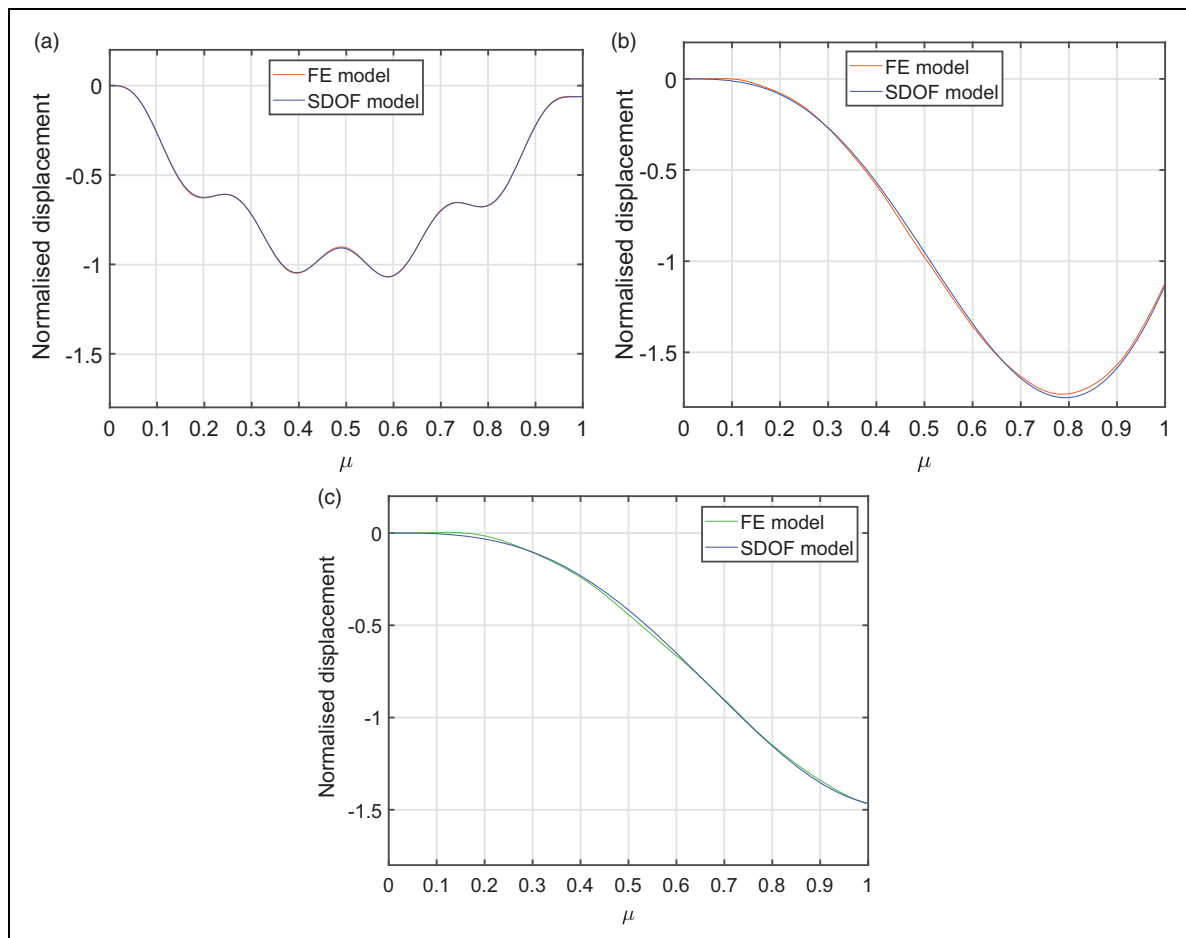 (a)
FE model
SDOF model
Normalised displacement
0
-0.5
-1
-1.5
0 0.1 0.2 0.3 0.4 0.5 0.6 0.7 0.8 0.9 1
μ
(b)
FE model
SDOF model
Normalised displacement
0
-0.5
-1
-1.5
0 0.1 0.2 0.3 0.4 0.5 0.6 0.7 0.8 0.9 1
μ
(c)
FE model
SDOF model
Normalised displacement
0
-0.5
-1
-1.5
0 0.1 0.2 0.3 0.4 0.5 0.6 0.7 0.8 0.9 1
μ